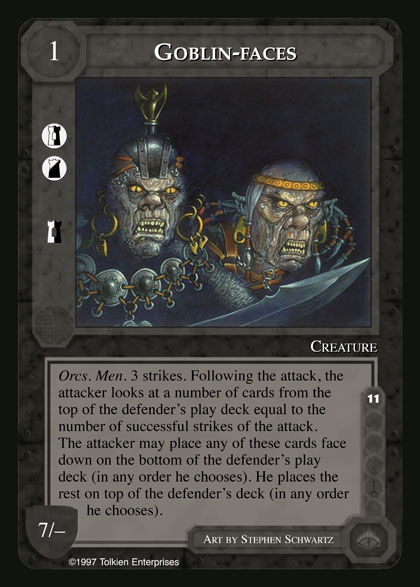 1
GOBLIN-FACES
CREATURE
Orcs. Men. 3 strikes. Following the attack, the
attacker looks at a number of cards from the
top of the defender's play deck equal to the
number of successful strikes of the attack.
The attacker may place any of these cards face
down on the bottom of the defender's play
deck (in any order he chooses). He places the
rest on top of the defender's deck (in any order
he chooses).
11
7/–
ART BY STEPHEN SCHWARTZ
©1997 Tolkien Enterprises